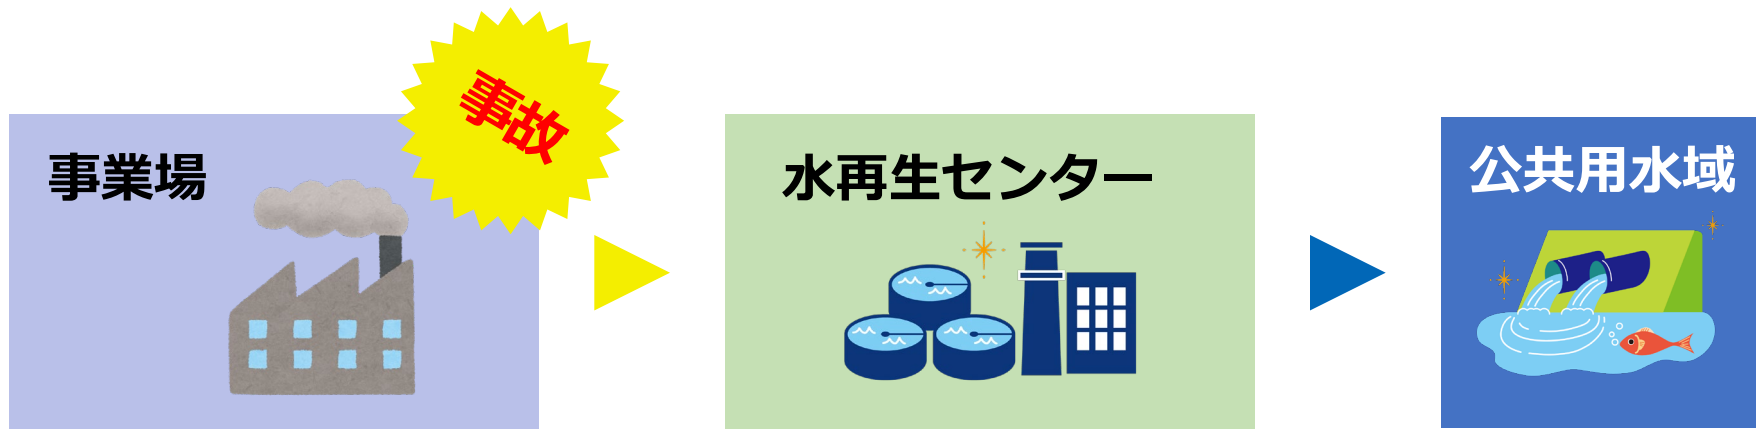 事業場
事故
水再生センター
公共用水域